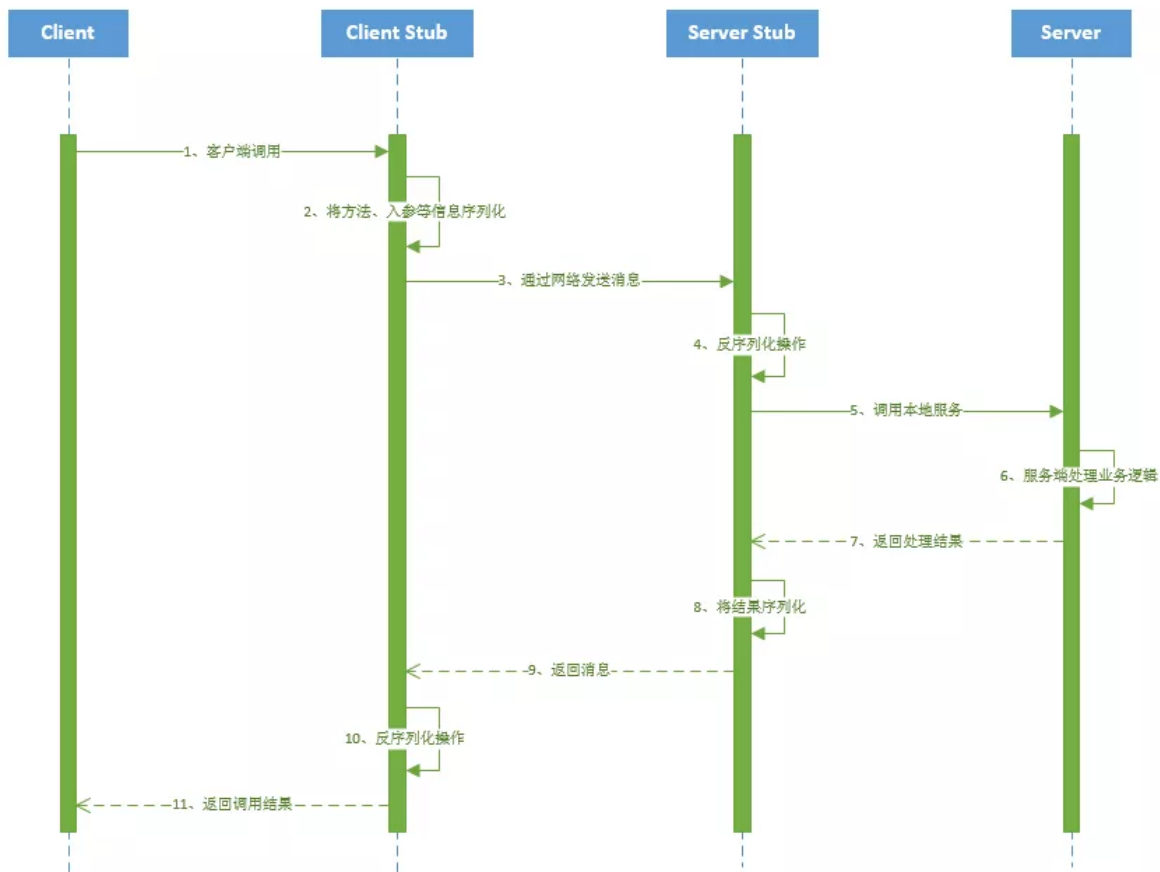 Client
Client Stub
Server Stub
Server
1、客户端调用
2、将方法、入参等信息序列化
3、通过网络发送消息
4、反序列化操作
5、调用本地服务
6、服务端处理业务逻辑
7、返回处理结果
8、将结果序列化
9、返回消息
10、反序列化操作
11、返回调用结果